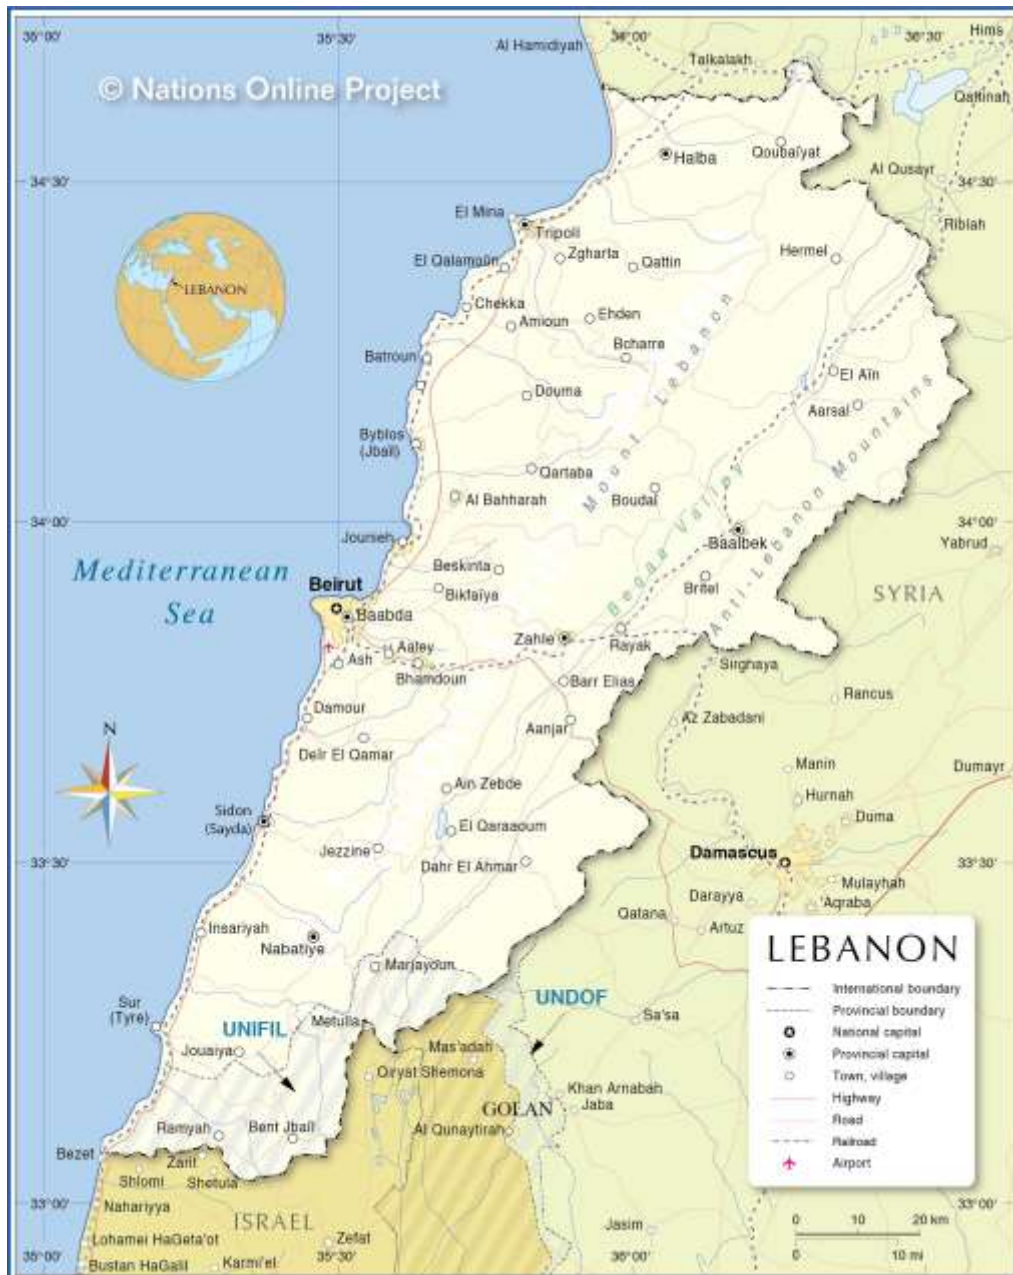 35°00'
35°30'
36°00'
36°30'
Hims
Al Hamidiyah
Talkalakh
© Nations Online Project
Qattinah
Halba
Qoubaïyat
Al Qusayr
34°30'
34°30'
El Mina
Tripoli
Riblah
El Qalamoûn
Zgharta
Qattin
Hermel
LEBANON
Chekka
Amioun
Ehden
Batroun
Bcharre
El Aïn
Douma
Aarsal
Mount Lebanon
Byblos
(Jbaïl)
Qartaba
Al Bahharah
Boudai
Beqaa Valley
Anti-Lebanon Mountains
34°00'
34°00'
Jounieh
Baalbek
Yabrud
Mediterranean
Sea
Beskinta
Beirut
Bikfaïya
Britel
SYRIA
Baabda
Zahle
Rayak
Aaley
Ash
Bhamdoun
Sirghaya
Barr Elias
Rancus
Damour
Aanjar
Az Zabadani
N
Deir El Qamar
Manin
Dumayr
Ain Zebde
Hurnah
Sidon
(Sayda)
El Qaraaoum
Duma
Jezzine
Dahr El Ahmar
Damascus
33°30'
33°30'
Mulayhah
Darayya
'Aqraba
Qatana
Artuz
Insariyah
Nabatiye
Marjayoun
LEBANON
International boundary
Provincial boundary
National capital
Provincial capital
Town, village
Highway
Road
Railroad
Airport
UNDOF
Sur
(Tyre)
UNIFIL
Metulla
Sa'sa
Jouaiya
Mas'adah
Qiryat Shemona
Khan Arnabah
GOLAN
Jaba
Ramyah
Bent Jbaïl
Al Qunaytirah
Bezet
Zarit
Shlomi
Shetula
33°00'
33°00'
Nahariyya
ISRAEL
Jasim
0 10 20 km
0 10 mi
Lohamei HaGeta'ot
Zefat
35°00'
35°30'
36°00'
Bustan HaGalil
Karmi'el